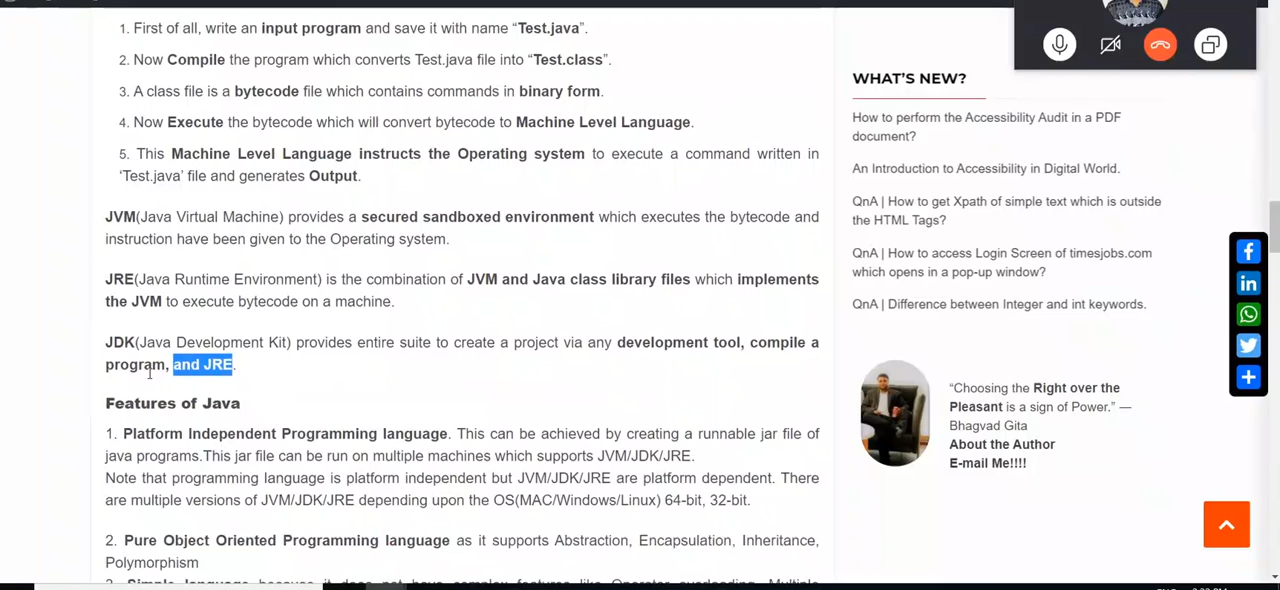 1. First of all, write an input program and save it with name “Test.java”.
2. Now Compile the program which converts Test.java file into “Test.class”.
3. A class file is a bytecode file which contains commands in binary form.
4. Now Execute the bytecode which will convert bytecode to Machine Level Language.
5. This Machine Level Language instructs the Operating system to execute a command written in
‘Test.java’ file and generates Output.
JVM(Java Virtual Machine) provides a secured sandboxed environment which executes the bytecode and
instruction have been given to the Operating system.
JRE(Java Runtime Environment) is the combination of JVM and Java class library files which implements
the JVM to execute bytecode on a machine.
JDK(Java Development Kit) provides entire suite to create a project via any development tool, compile a
program, and JRE.
Features of Java
1. Platform Independent Programming language. This can be achieved by creating a runnable jar file of
java programs.This jar file can be run on multiple machines which supports JVM/JDK/JRE.
Note that programming language is platform independent but JVM/JDK/JRE are platform dependent. There
are multiple versions of JVM/JDK/JRE depending upon the OS(MAC/Windows/Linux) 64-bit, 32-bit.
2. Pure Object Oriented Programming language as it supports Abstraction, Encapsulation, Inheritance,
Polymorphism
WHAT’S NEW?
How to perform the Accessibility Audit in a PDF
document?
An Introduction to Accessibility in Digital World.
QnA | How to get Xpath of simple text which is outside
the HTML Tags?
QnA | How to access Login Screen of timesjobs.com
which opens in a pop-up window?
QnA | Difference between Integer and int keywords.
“Choosing the Right over the
Pleasant is a sign of Power.” —
Bhagvad Gita
About the Author
E-mail Me!!!!